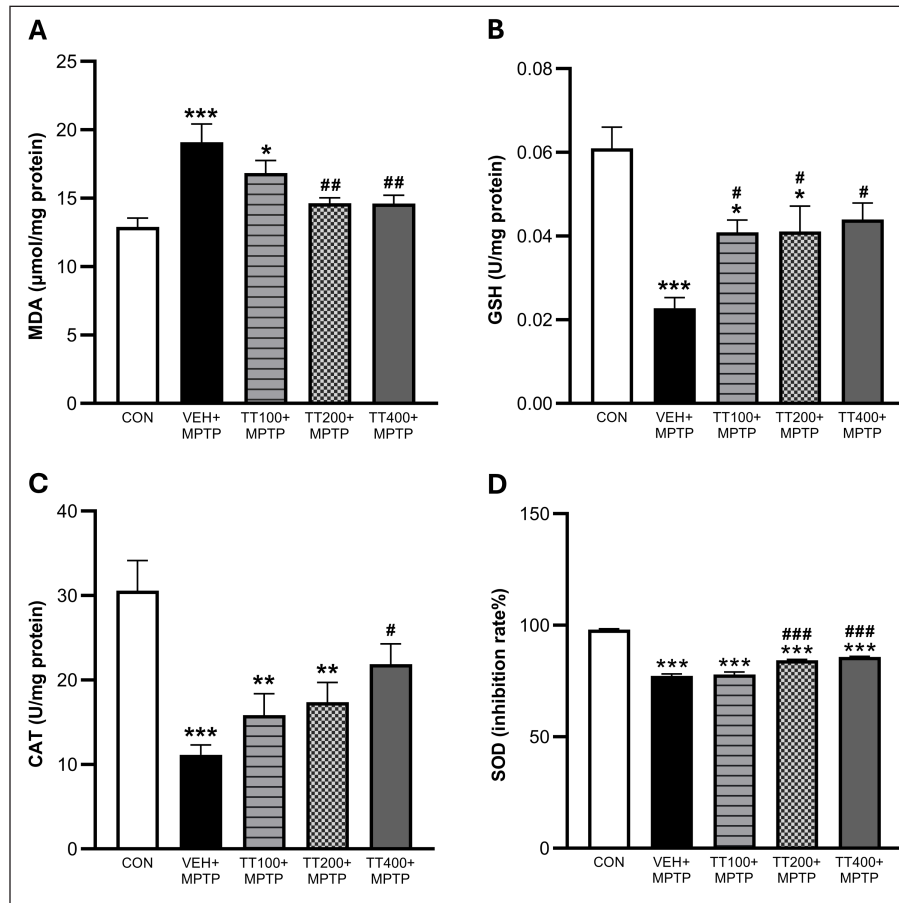 A
MDA (µmol/mg protein)
25
20
15
10
5
0
***
*
##
##
CON
VEH+
MPTP
TT100+
MPTP
TT200+
MPTP
TT400+
MPTP
B
GSH (U/mg protein)
0.08
0.06
0.04
0.02
0.00
***
#
*
#
*
#
CON
VEH+
MPTP
TT100+
MPTP
TT200+
MPTP
TT400+
MPTP
C
CAT (U/mg protein)
40
30
20
10
0
***
**
**
#
CON
VEH+
MPTP
TT100+
MPTP
TT200+
MPTP
TT400+
MPTP
D
SOD (inhibition rate%)
150
100
50
0
***
***
###
***
###
***
CON
VEH+
MPTP
TT100+
MPTP
TT200+
MPTP
TT400+
MPTP